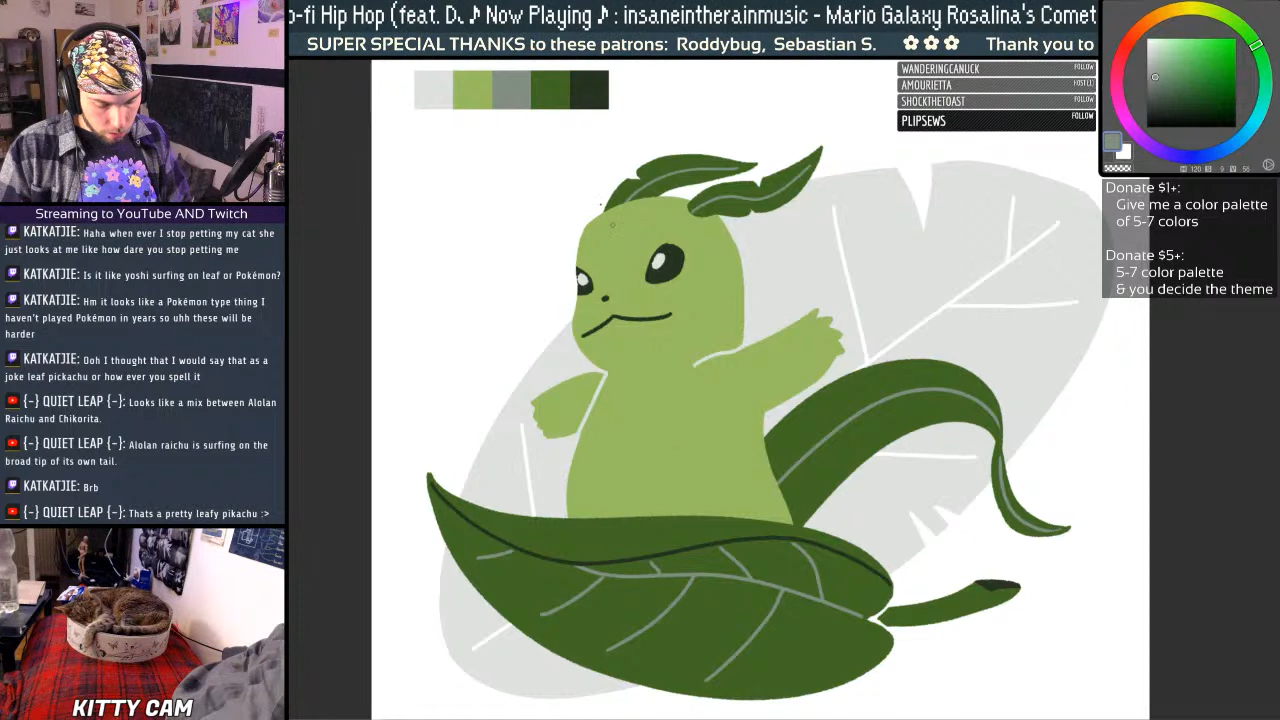 o-fi Hip Hop (feat. D. ♪ Now Playing ♪ : insaneintherainmusic - Mario Galaxy Rosalina's Comet
SUPER SPECIAL THANKS to these patrons: Roddybug, Sebastian S. ✿ ✿ ✿ Thank you to
WANDERINGCANUCK FOLLOW
AMOURIETTA HOST
SHOCKTHETOAST FOLLOW
PLIPSEWS FOLLOW
Donate $1+:
Give me a color palette
of 5-7 colors
Donate $5+:
5-7 color palette
& you decide the theme
Streaming to YouTube AND Twitch
KATKATJIE: Haha when ever I stop petting my cat she
just looks at me like how dare you stop petting me
KATKATJIE: Is it like yoshi surfing on leaf or Pokémon?
KATKATJIE: Hm it looks like a Pokémon type thing I
haven't played Pokémon in years so uhh these will be
harder
KATKATJIE: Ooh I thought that I would say that as a
joke leaf pickachu or how ever you spell it
{-} QUIET LEAP {-}: Looks like a mix between Alolan
Raichu and Chikorita.
{-} QUIET LEAP {-}: Alolan raichu is surfing on the
broad tip of its own tail.
KATKATJIE: Brb
{-} QUIET LEAP {-}: Thats a pretty leafy pikachu :>
KITTY CAM